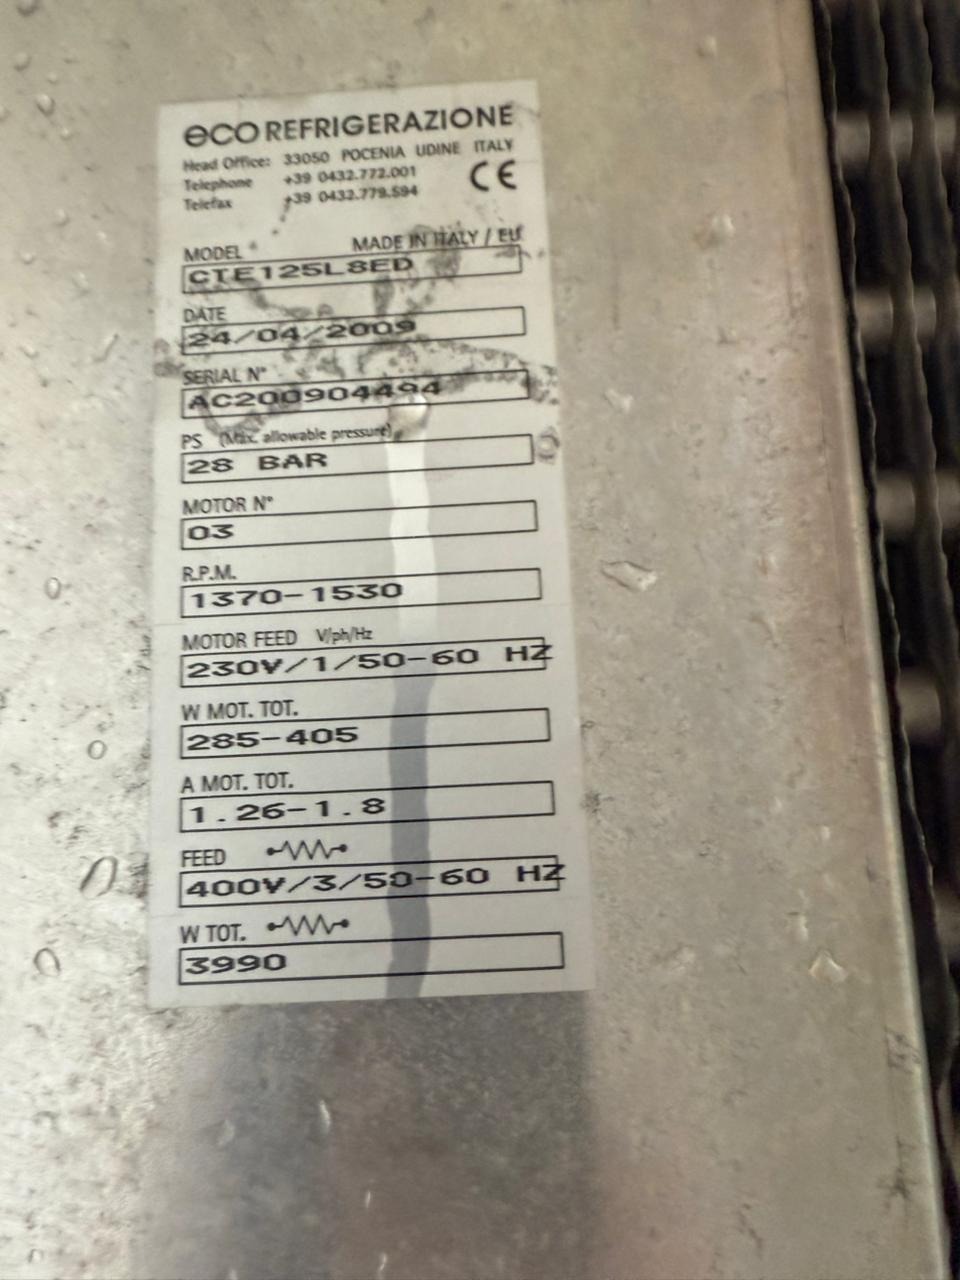 eco REFRIGERAZIONE
Head Office: 33050 POCENIA UDINE ITALY
Telephone +39 0432.772.001
Telefax +39 0432.779.594
CE
MODEL MADE IN ITALY / EU
CTE125L8ED
DATE
24/04/2009
SERIAL N°
AC200904494
PS (Max. allowable pressure)
28 BAR
MOTOR N°
03
R.P.M.
1370-1530
MOTOR FEED V/ph/Hz
230V/1/50-60 HZ
W MOT. TOT.
285-405
A MOT. TOT.
1.26-1.8
FEED
400V/3/50-60 HZ
W TOT.
3990